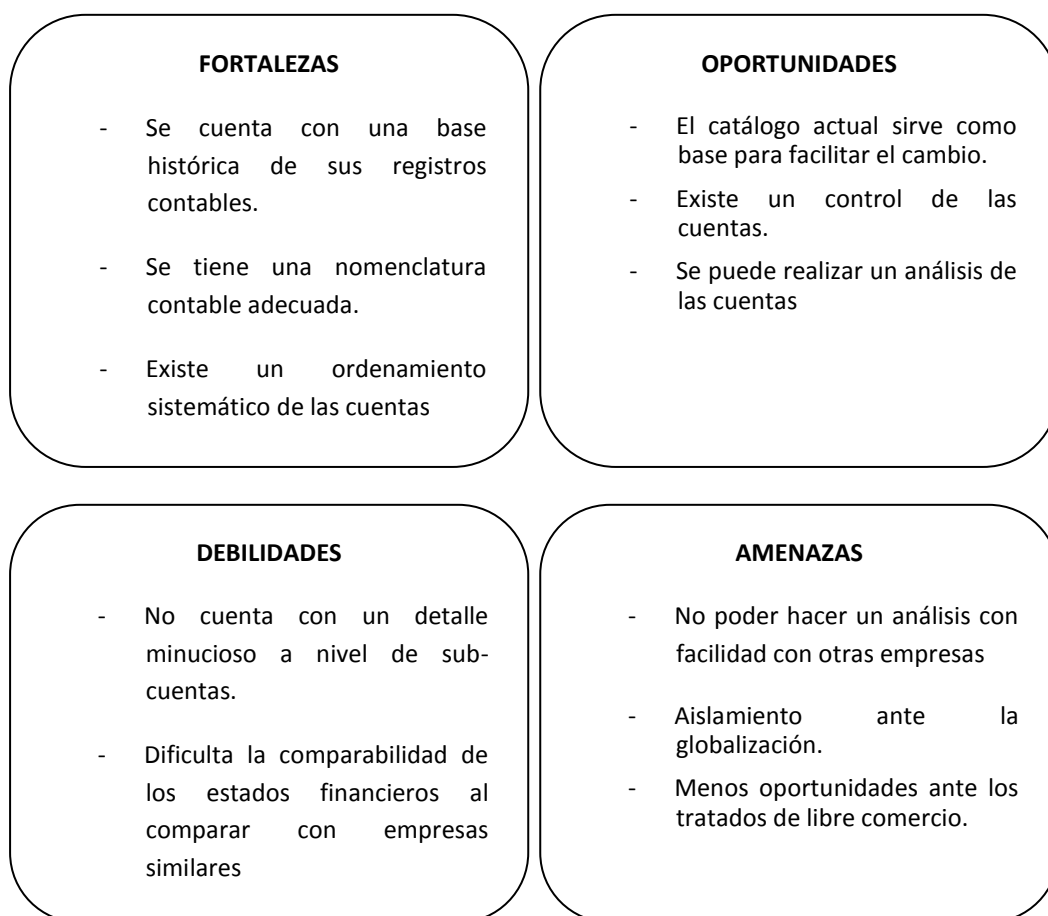 FORTALEZAS
- Se cuenta con una base
histórica de sus registros
contables.
- Se tiene una nomenclatura
contable adecuada.
- Existe un ordenamiento
sistemático de las cuentas
OPORTUNIDADES
- El catálogo actual sirve como
base para facilitar el cambio.
- Existe un control de las
cuentas.
- Se puede realizar un análisis de
las cuentas
DEBILIDADES
- No cuenta con un detalle
minucioso a nivel de sub-
cuentas.
- Dificulta la comparabilidad de
los estados financieros al
comparar con empresas
similares
AMENAZAS
- No poder hacer un análisis con
facilidad con otras empresas
- Aislamiento ante la
globalización.
- Menos oportunidades ante los
tratados de libre comercio.